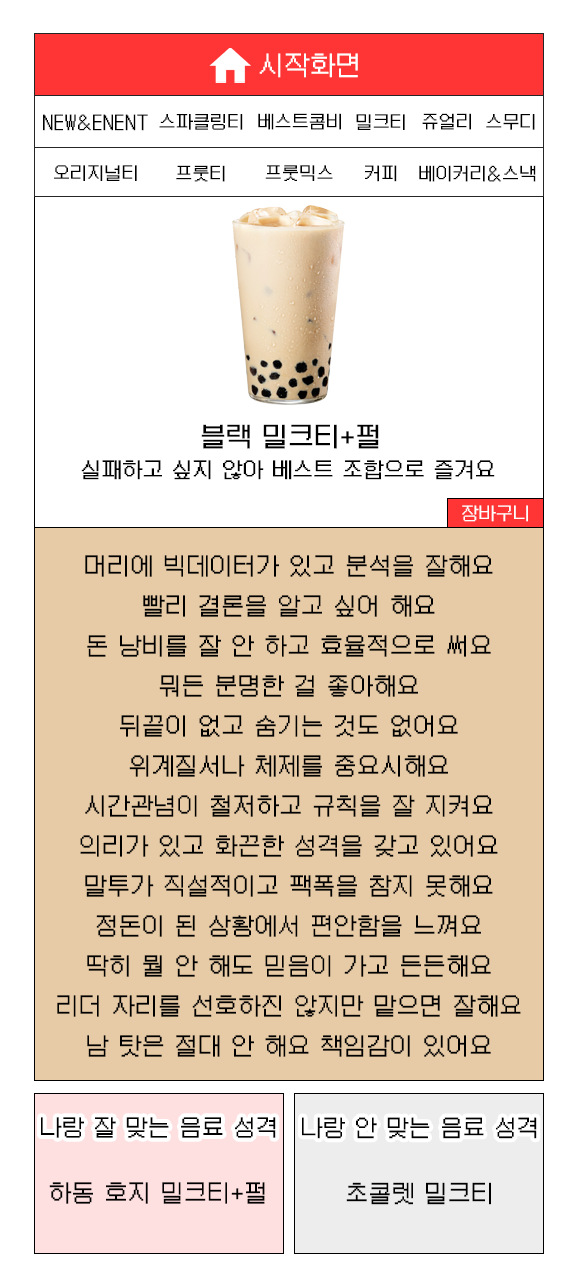 시작화면
NEW&ENENT 스파클링티 베스트콤비 밀크티 쥬얼리 스무디
오리지널티 프룻티 프룻믹스 커피 베이커리&스낵
블랙 밀크티+펄
실패하고 싶지 않아 베스트 조합으로 즐겨요
장바구니
머리에 빅데이터가 있고 분석을 잘해요
빨리 결론을 알고 싶어 해요
돈 낭비를 잘 안 하고 효율적으로 써요
뭐든 분명한 걸 좋아해요
뒤끝이 없고 숨기는 것도 없어요
위계질서나 체제를 중요시해요
시간관념이 철저하고 규칙을 잘 지켜요
의리가 있고 화끈한 성격을 갖고 있어요
말투가 직설적이고 팩폭을 참지 못해요
정돈이 된 상황에서 편안함을 느껴요
딱히 뭘 안 해도 믿음이 가고 든든해요
리더 자리를 선호하진 않지만 맡으면 잘해요
남 탓은 절대 안 해요 책임감이 있어요
나랑 잘 맞는 음료 성격
하동 호지 밀크티+펄
나랑 안 맞는 음료 성격
초콜렛 밀크티